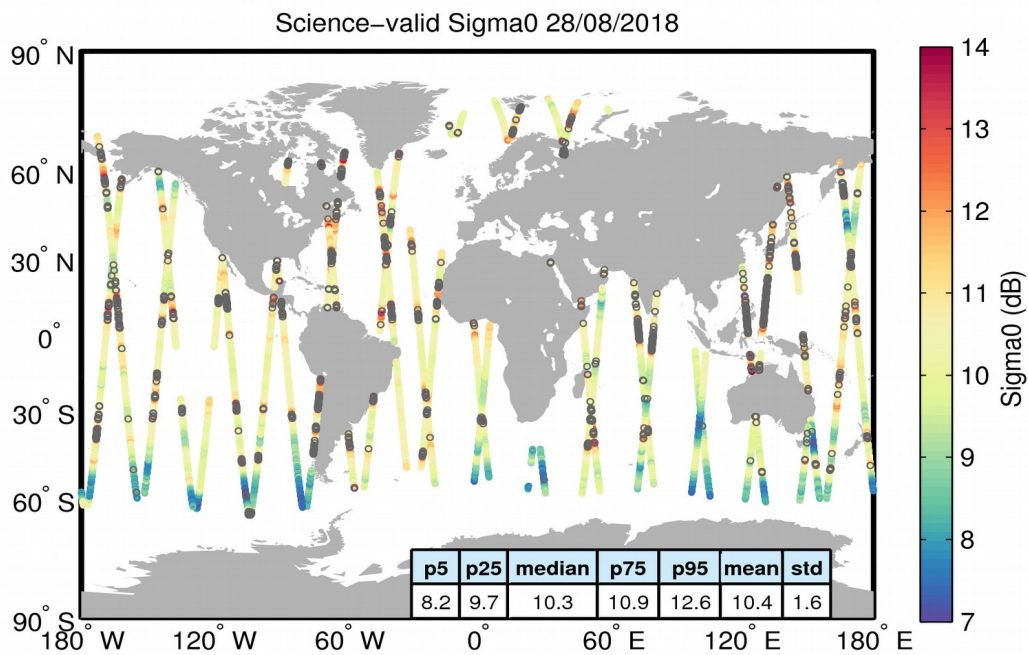 Science−valid Sigma0 28/08/2018
90° N
60° N
30° N
0°
30° S
60° S
90° S
180° W
120° W
60° W
0°
60° E
120° E
180° E
p5 p25 median p75 p95 mean std
8.2 9.7 10.3 10.9 12.6 10.4 1.6
14
13
12
11
10
9
8
7
Sigma0 (dB)